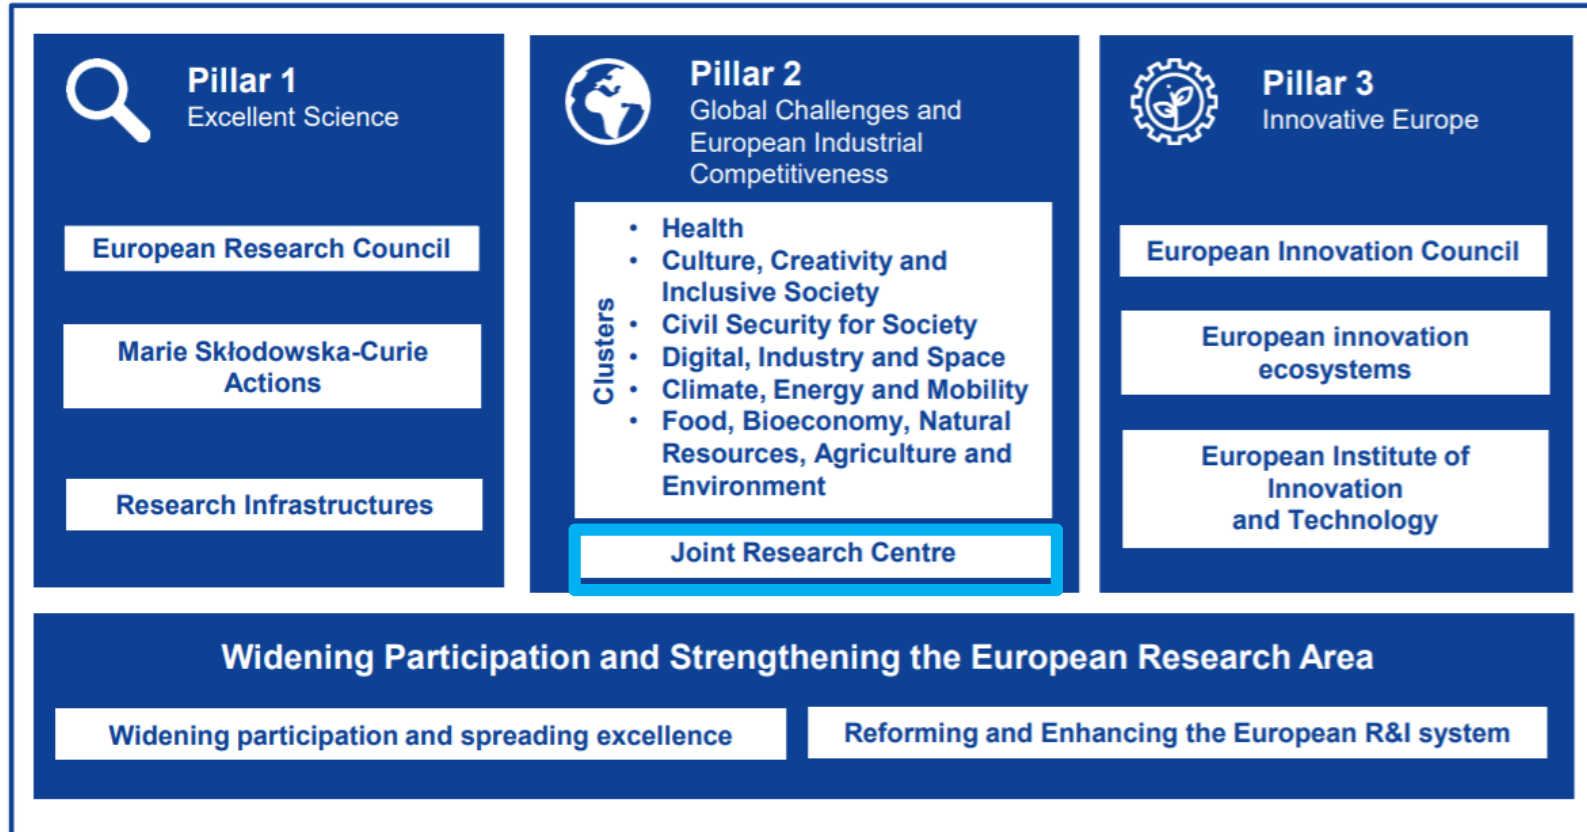 Pillar 1
Excellent Science
European Research Council
Marie Skłodowska-Curie
Actions
Research Infrastructures
Pillar 2
Global Challenges and
European Industrial
Competitiveness
Clusters
• Health
• Culture, Creativity and
Inclusive Society
• Civil Security for Society
• Digital, Industry and Space
• Climate, Energy and Mobility
• Food, Bioeconomy, Natural
Resources, Agriculture and
Environment
Joint Research Centre
Pillar 3
Innovative Europe
European Innovation Council
European innovation
ecosystems
European Institute of
Innovation
and Technology
Widening Participation and Strengthening the European Research Area
Widening participation and spreading excellence
Reforming and Enhancing the European R&I system